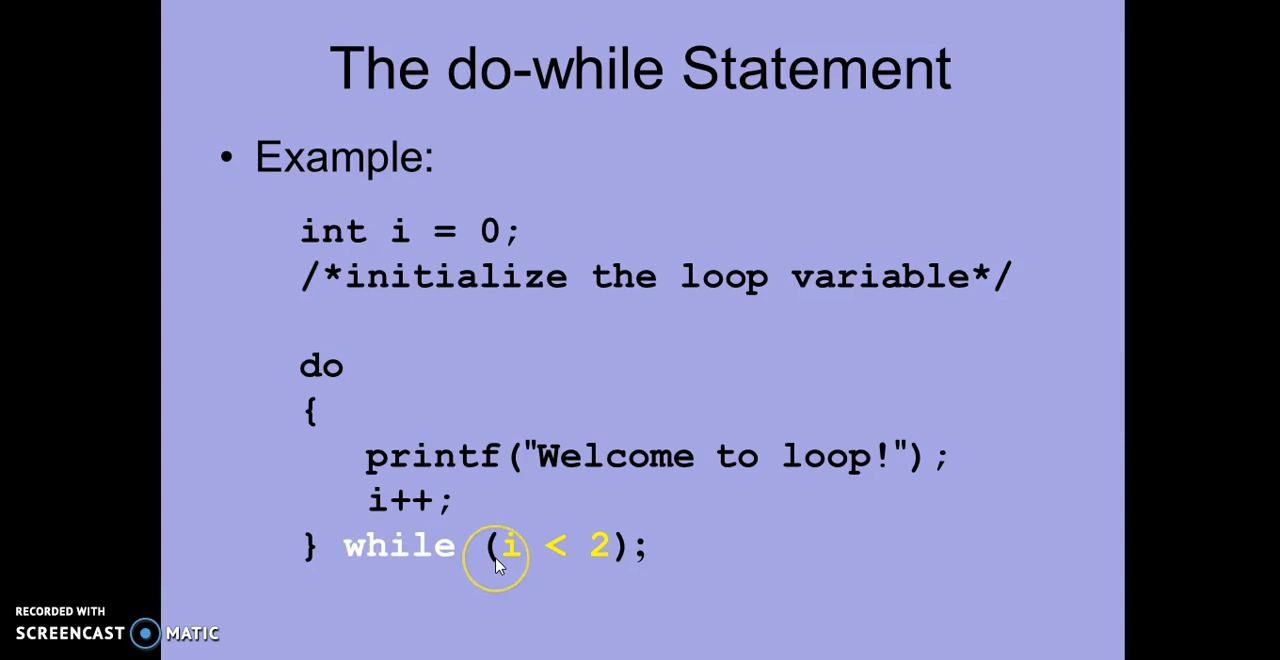 The do-while Statement
• Example:
int i = 0;
/*initialize the loop variable*/
do
{
printf("Welcome to loop!");
i++;
} while (i < 2);
RECORDED WITH
SCREENCAST MATIC